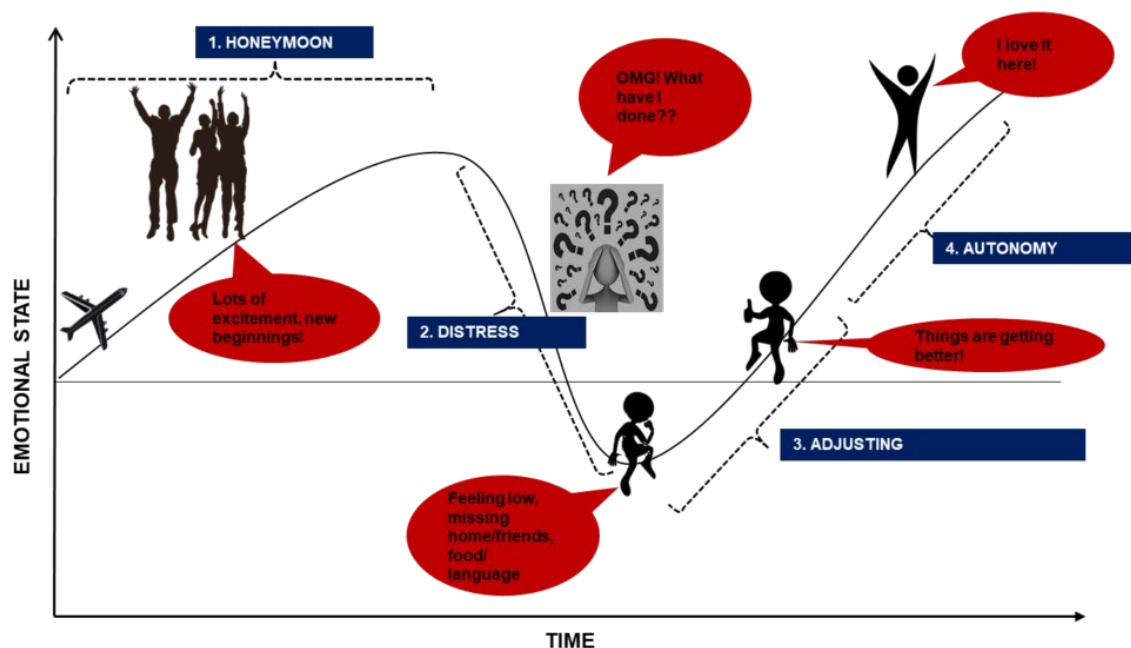 1. HONEYMOON
I love it
here!
OMG! What
have I
done??
4. AUTONOMY
Lots of
excitement, new
beginnings!
2. DISTRESS
Things are getting
better!
3. ADJUSTING
Feeling low,
missing
home/friends,
food/
language
EMOTIONAL STATE
TIME